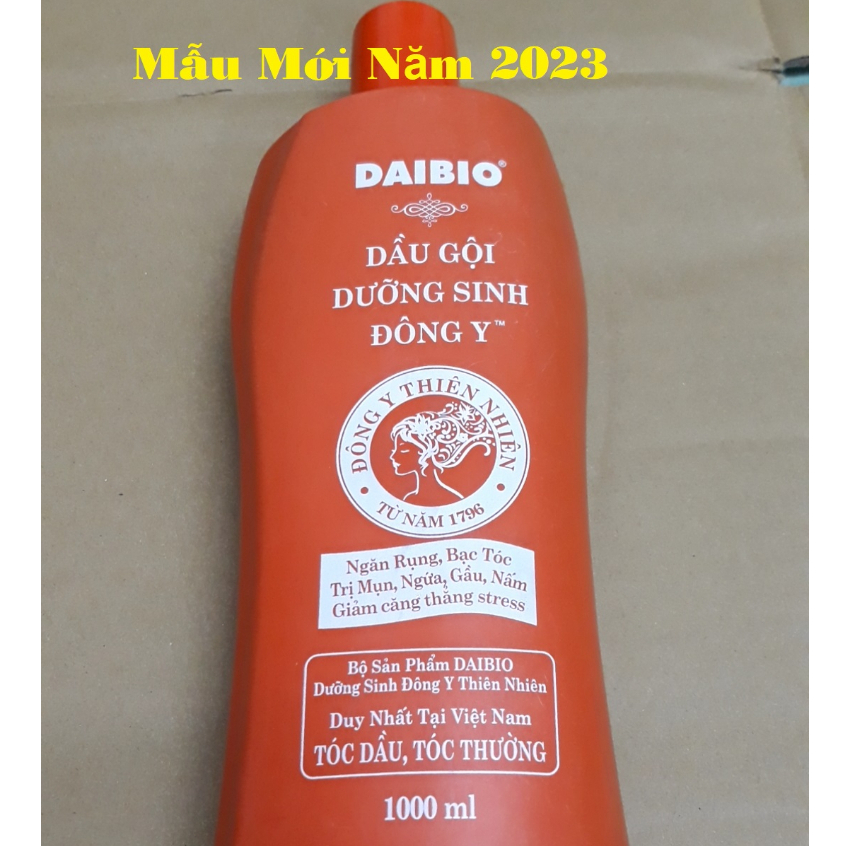 Mẫu Mới Năm 2023
DAIBIO®
DẦU GỘI
DƯỠNG SINH
ĐÔNG Y™
ĐÔNG Y THIÊN NHIÊN
TỪ NĂM 1796
Ngăn Rụng, Bạc Tóc
Trị Mụn, Ngứa, Gầu, Nấm
Giảm căng thẳng stress
Bộ Sản Phẩm DAIBIO
Dưỡng Sinh Đông Y Thiên Nhiên
Duy Nhất Tại Việt Nam
TÓC DẦU, TÓC THƯỜNG
1000 ml